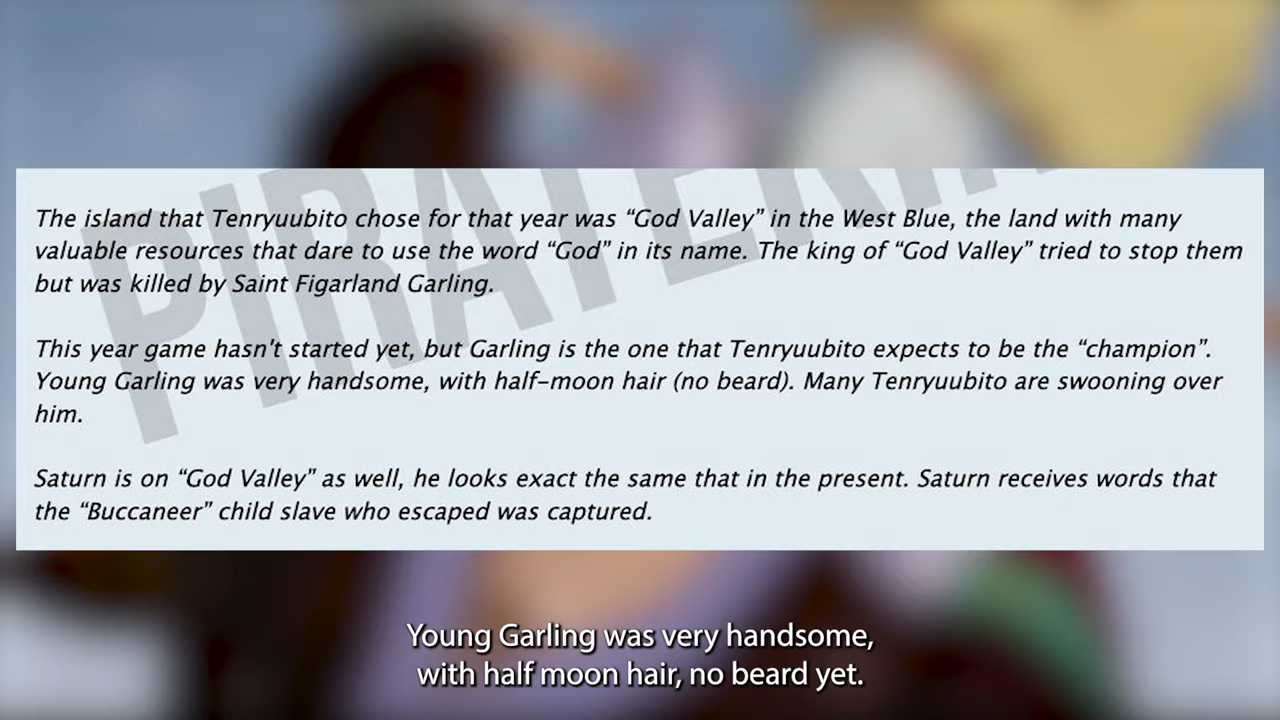 The island that Tenryuubito chose for that year was “God Valley” in the West Blue, the land with many
valuable resources that dare to use the word “God” in its name. The king of “God Valley” tried to stop them
but was killed by Saint Figarland Garling.
This year game hasn't started yet, but Garling is the one that Tenryuubito expects to be the “champion”.
Young Garling was very handsome, with half-moon hair (no beard). Many Tenryuubito are swooning over
him.
Saturn is on “God Valley” as well, he looks exact the same that in the present. Saturn receives words that
the “Buccaneer” child slave who escaped was captured.
Young Garling was very handsome,
with half moon hair, no beard yet.